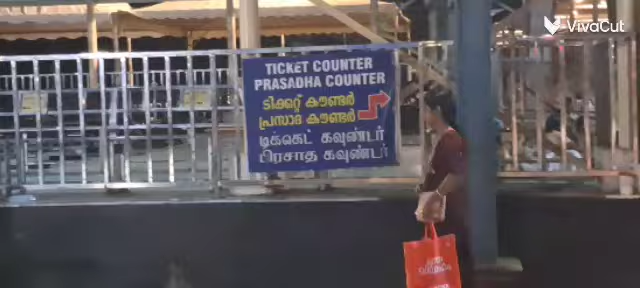 VivaCut
TICKET COUNTER
PRASADHA COUNTER
ടിക്കറ്റ് കൗണ്ടർ
പ്രസാദ കൗണ്ടർ
டிக்கெட் கவுண்டர்
பிரசாத கவுண்டர்